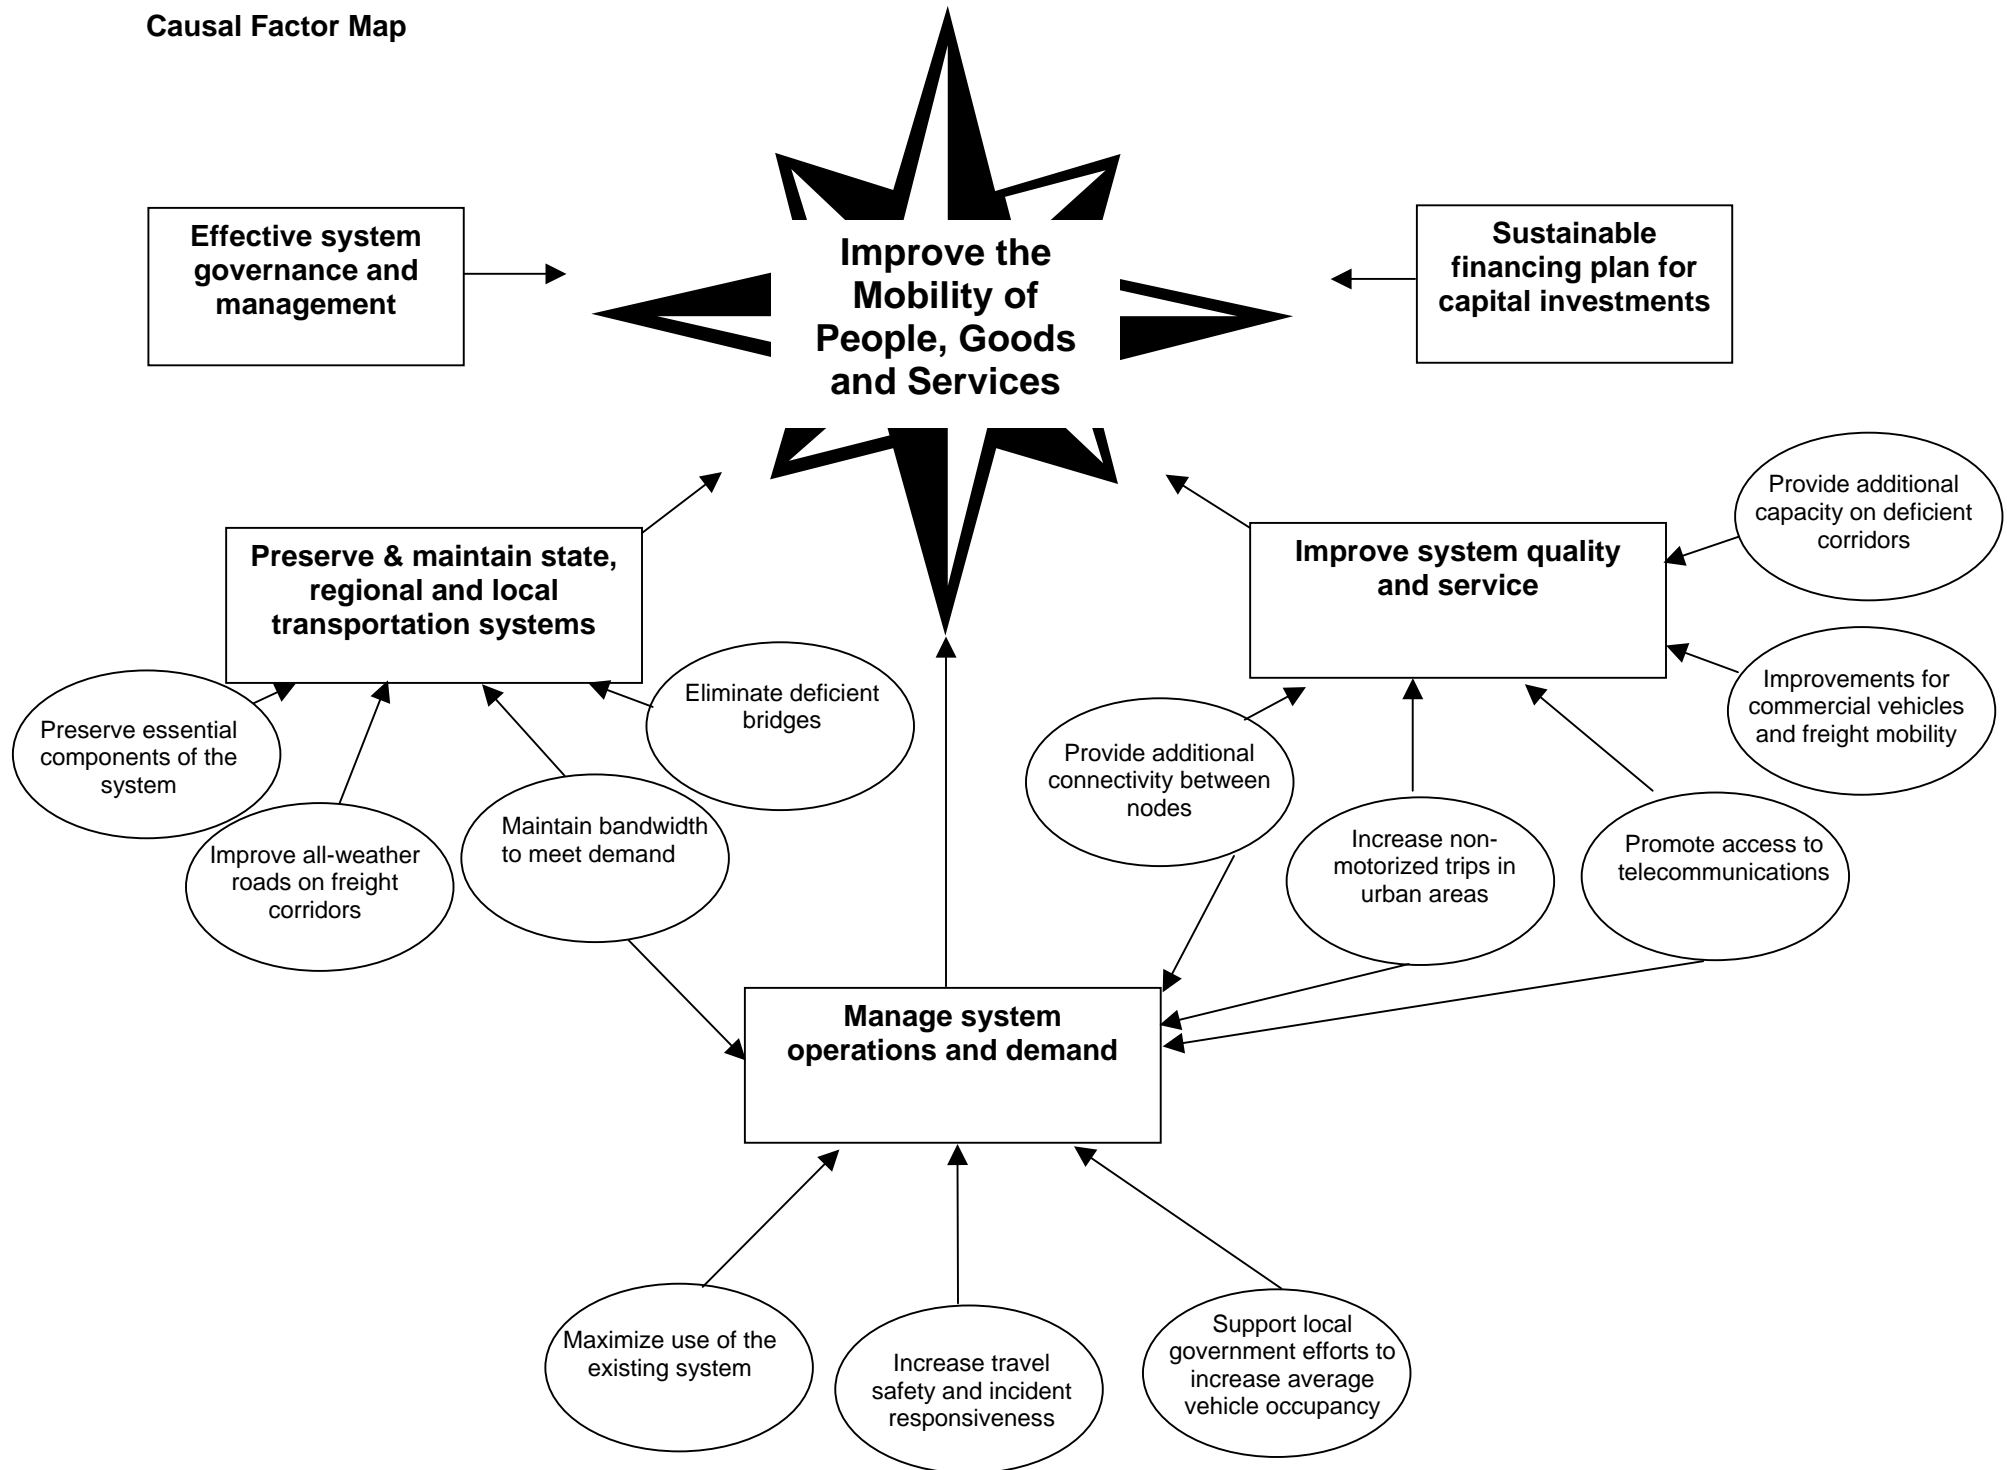 Causal Factor Map
Effective system
governance and
management
Improve the
Mobility of
People, Goods
and Services
Sustainable
financing plan for
capital investments
Preserve & maintain state,
regional and local
transportation systems
Improve system quality
and service
Provide additional
capacity on deficient
corridors
Preserve essential
components of the
system
Improve all-weather
roads on freight
corridors
Maintain bandwidth
to meet demand
Eliminate deficient
bridges
Provide additional
connectivity between
nodes
Increase non-
motorized trips in
urban areas
Promote access to
telecommunications
Improvements for
commercial vehicles
and freight mobility
Manage system
operations and demand
Maximize use of the
existing system
Increase travel
safety and incident
responsiveness
Support local
government efforts to
increase average
vehicle occupancy